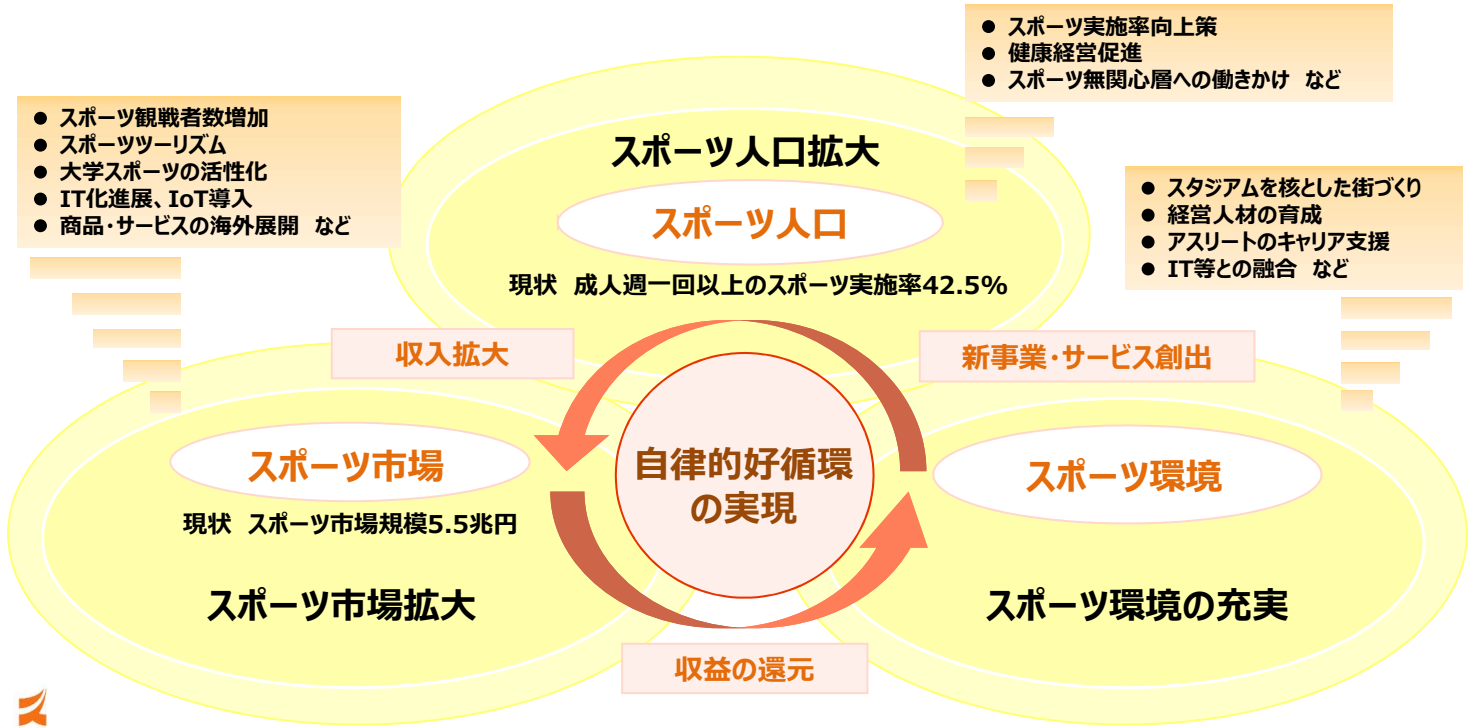 ● スポーツ実施率向上策
● 健康経営促進
● スポーツ無関心層への働きかけ など
● スポーツ観戦者数増加
● スポーツツーリズム
● 大学スポーツの活性化
● IT化進展、IoT導入
● 商品・サービスの海外展開 など
スポーツ人口拡大
スポーツ人口
現状 成人週一回以上のスポーツ実施率42.5%
● スタジアムを核とした街づくり
● 経営人材の育成
● アスリートのキャリア支援
● IT等との融合 など
収入拡大
新事業・サービス創出
自律的好循環
の実現
スポーツ市場
現状 スポーツ市場規模5.5兆円
スポーツ市場拡大
スポーツ環境
スポーツ環境の充実
収益の還元